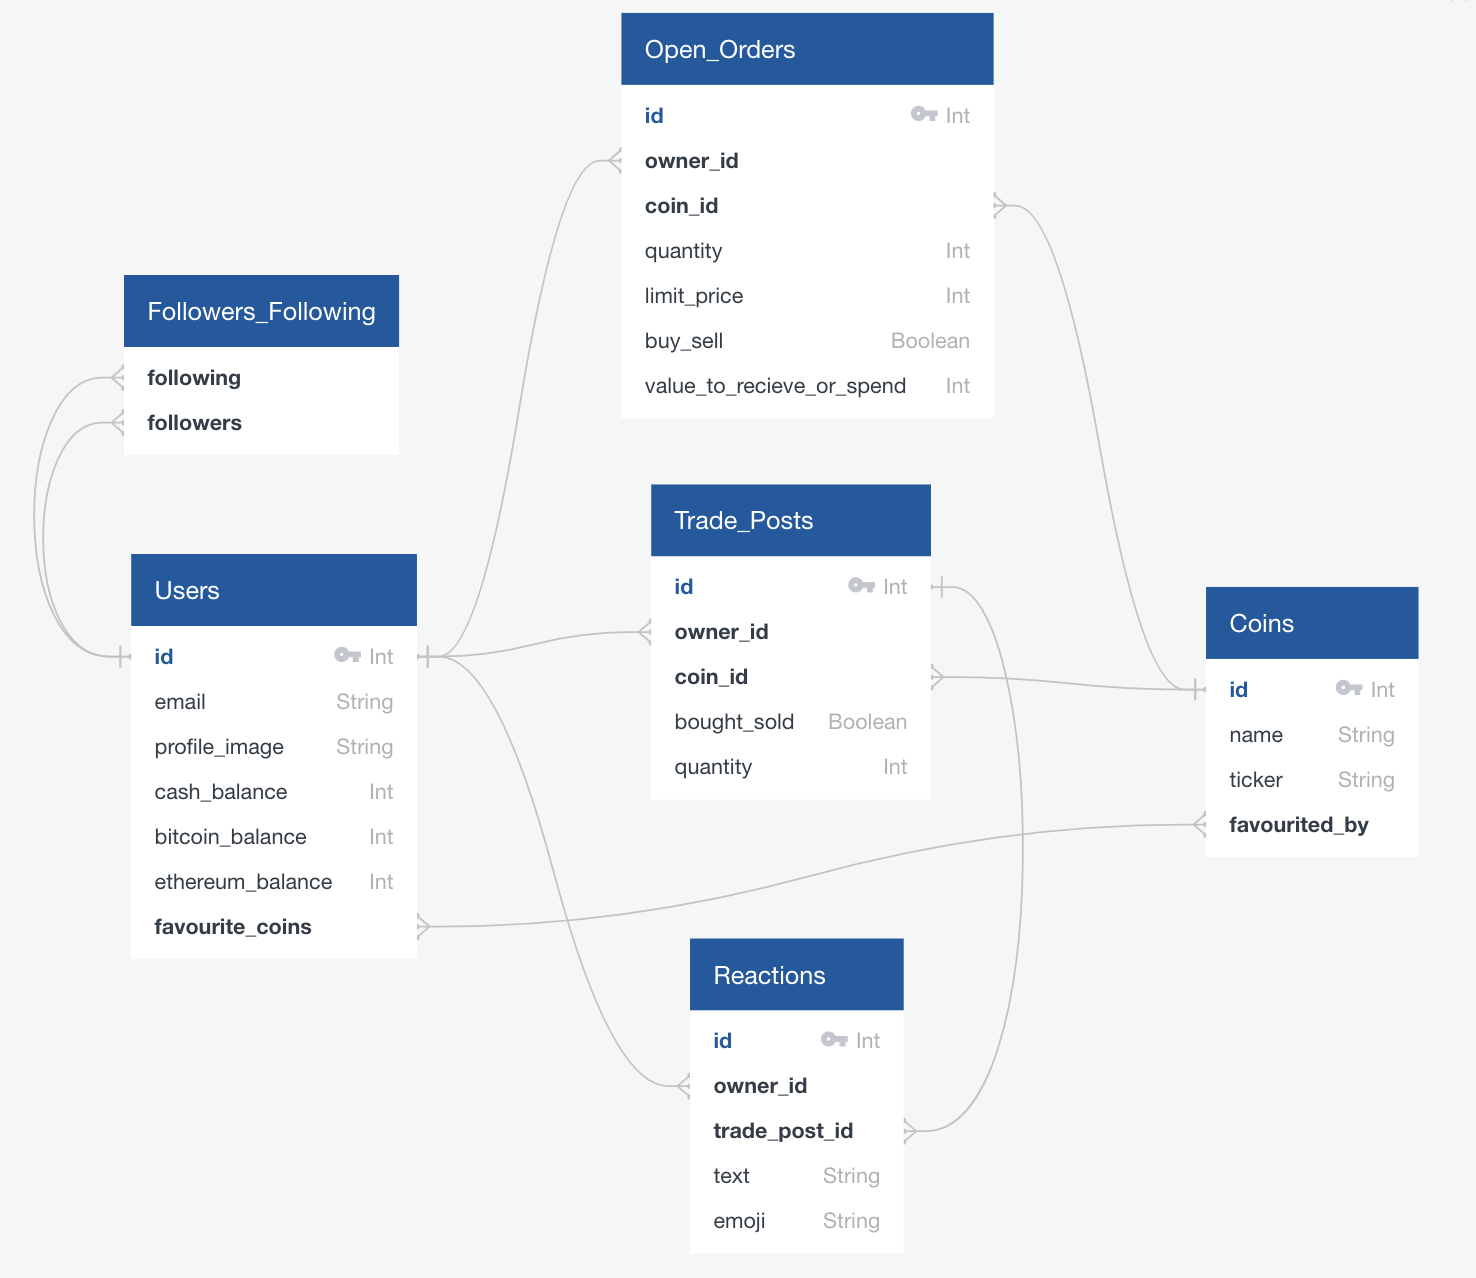 Open_Orders
id Int
owner_id
coin_id
quantity Int
limit_price Int
buy_sell Boolean
value_to_recieve_or_spend Int
Followers_Following
following
followers
Users
id Int
email String
profile_image String
cash_balance Int
bitcoin_balance Int
ethereum_balance Int
favourite_coins
Trade_Posts
id Int
owner_id
coin_id
bought_sold Boolean
quantity Int
Coins
id Int
name String
ticker String
favourited_by
Reactions
id Int
owner_id
trade_post_id
text String
emoji String